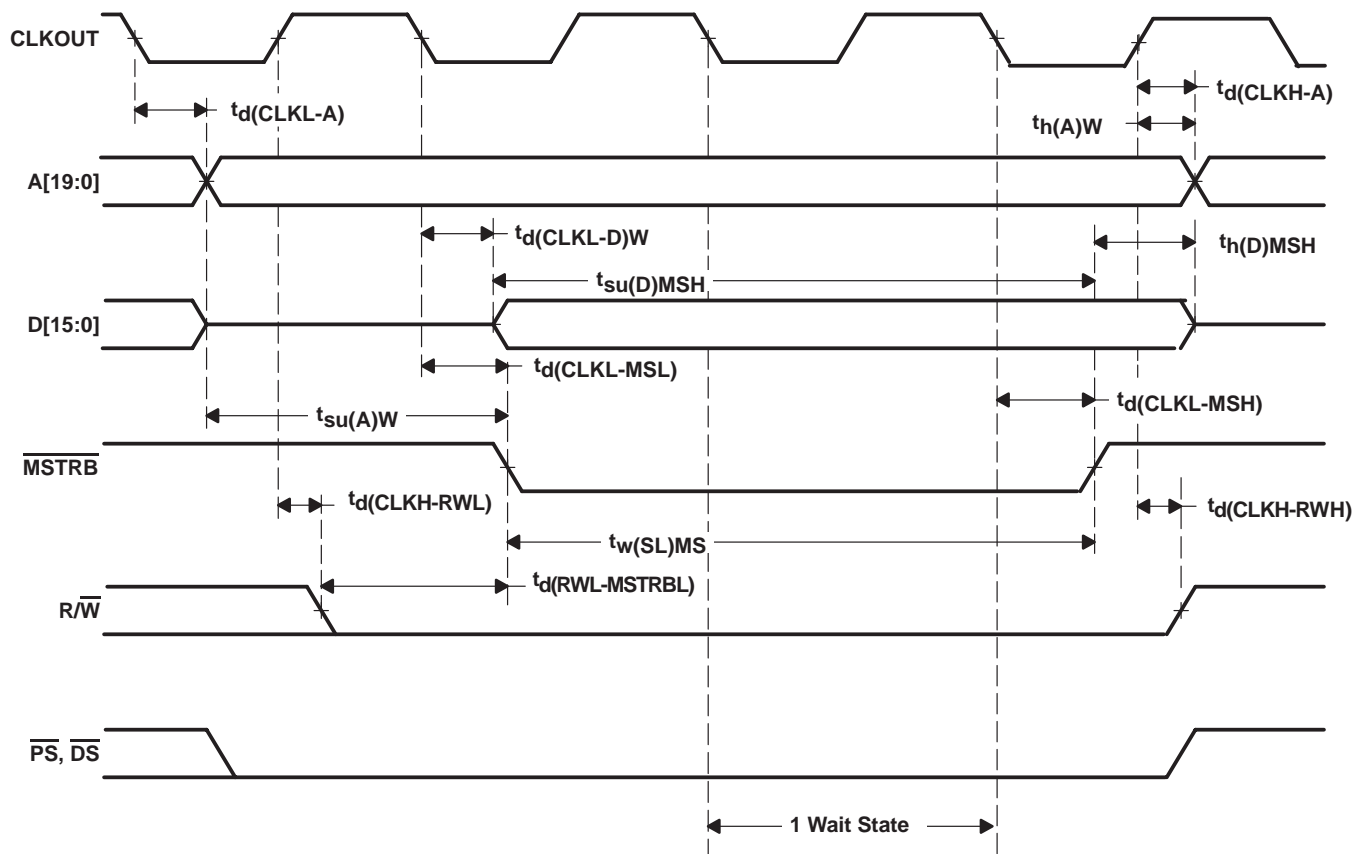 CLKOUT
td(CLKL-A)
td(CLKH-A)
th(A)W
A[19:0]
td(CLKL-D)W
th(D)MSH
tsu(D)MSH
D[15:0]
td(CLKL-MSL)
td(CLKL-MSH)
tsu(A)W
MSTRB
td(CLKH-RWL)
td(CLKH-RWH)
tw(SL)MS
td(RWL-MSTRBL)
R/W
PS, DS
1 Wait State